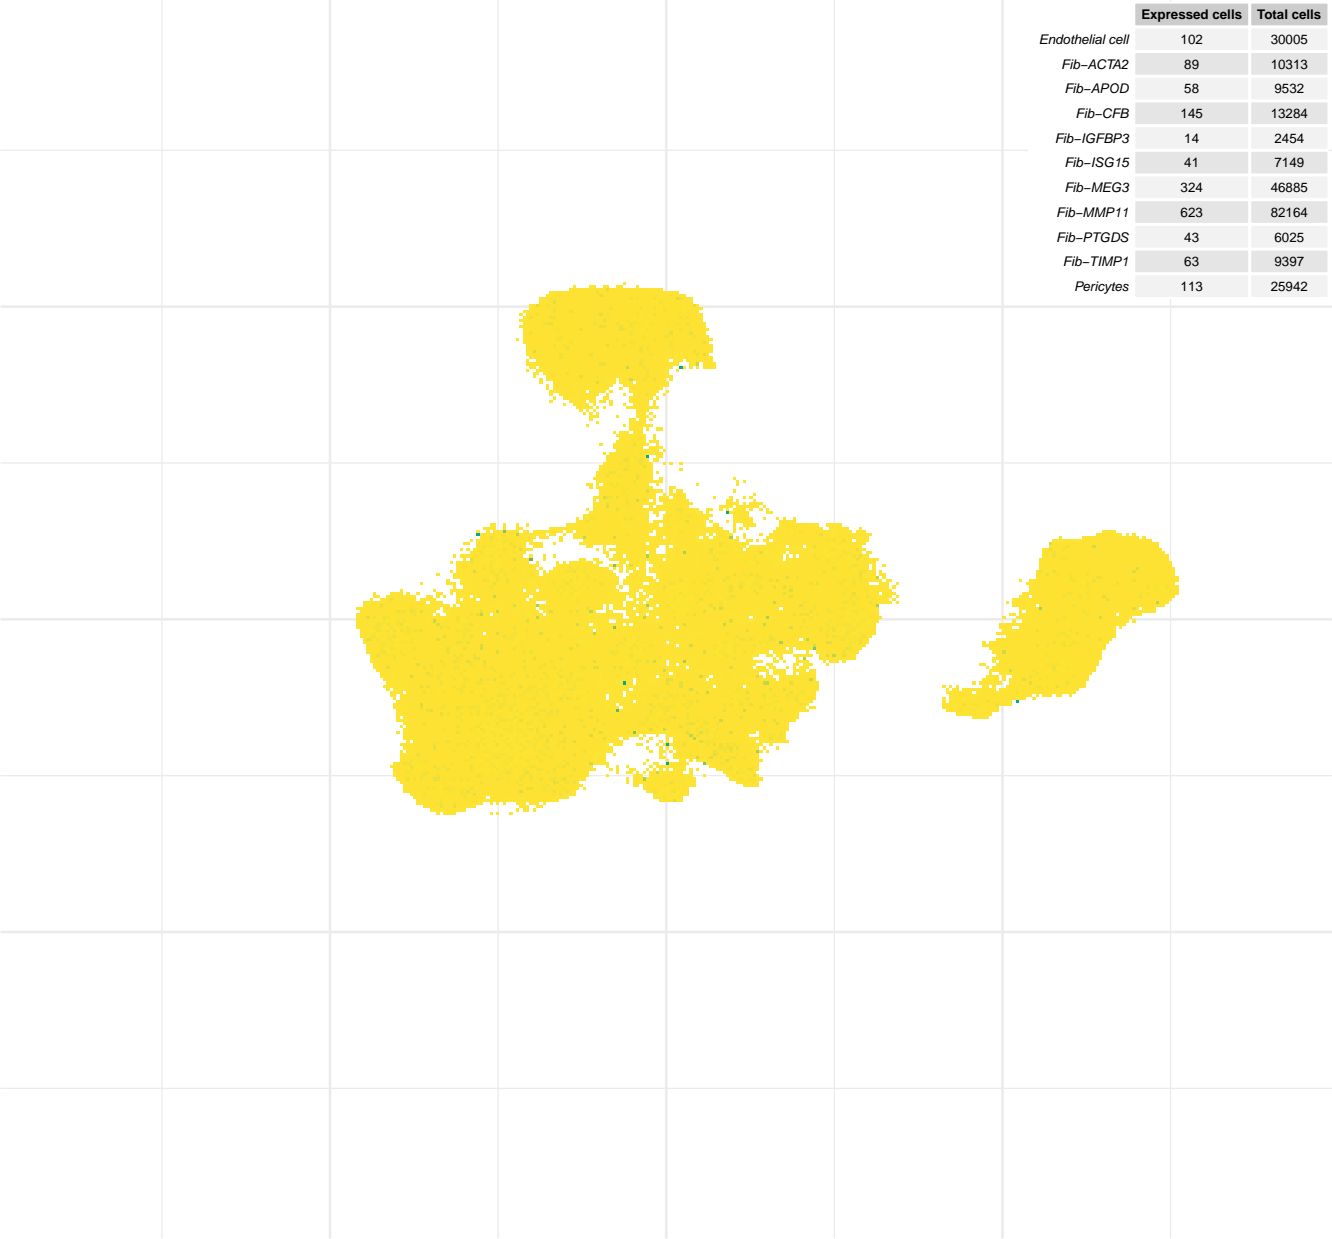 Expressed cells Total cells
Endothelial cell 102 30005
Fib−ACTA2 89 10313
Fib−APOD 58 9532
Fib−CFB 145 13284
Fib−IGFBP3 14 2454
Fib−ISG15 41 7149
Fib−MEG3 324 46885
Fib−MMP11 623 82164
Fib−PTGDS 43 6025
Fib−TIMP1 63 9397
Pericytes 113 25942